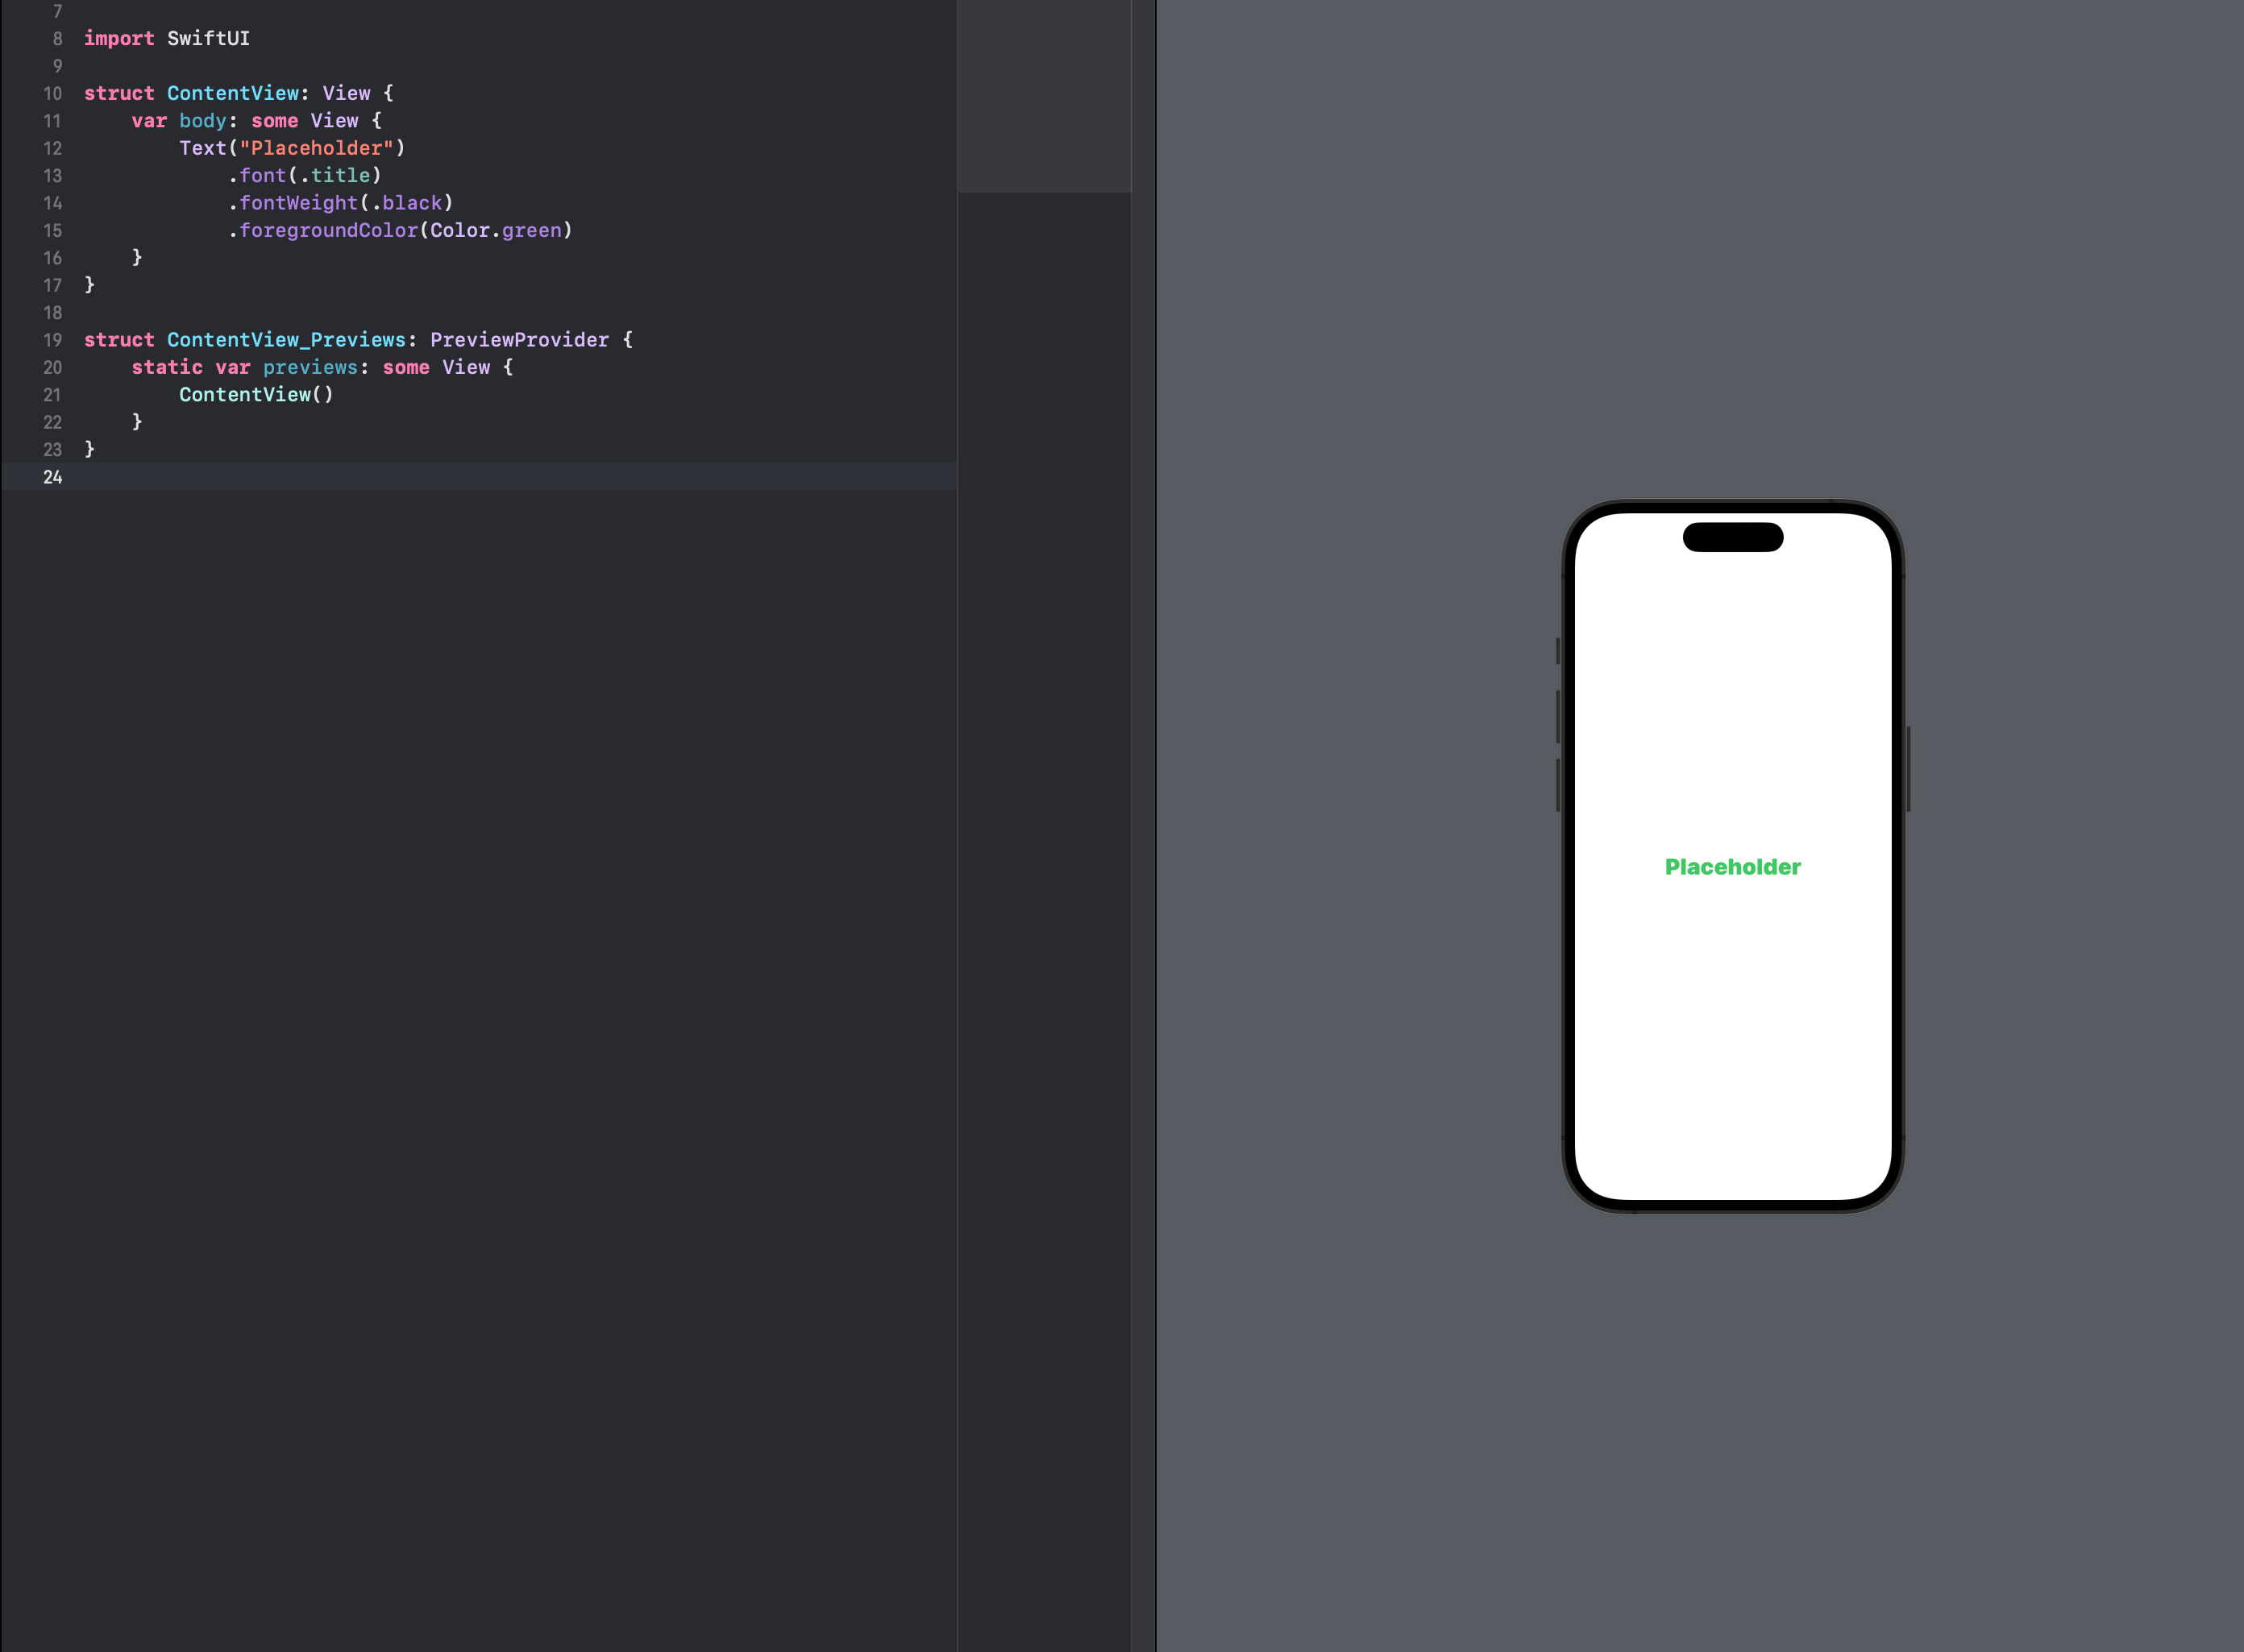 7
8 import SwiftUI
9
10 struct ContentView: View {
11     var body: some View {
12         Text("Placeholder")
13             .font(.title)
14             .fontWeight(.black)
15             .foregroundColor(Color.green)
16     }
17 }
18
19 struct ContentView_Previews: PreviewProvider {
20     static var previews: some View {
21         ContentView()
22     }
23 }
24
Placeholder